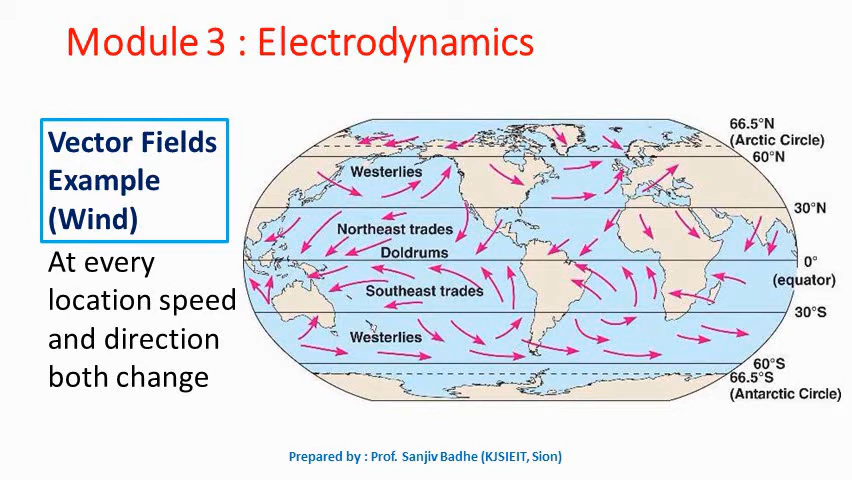 Module 3 : Electrodynamics
Vector Fields
Example
(Wind)
At every
location speed
and direction
both change
66.5°N
(Arctic Circle)
60°N
Westerlies
30°N
Northeast trades
Doldrums
0°
(equator)
Southeast trades
30°S
Westerlies
60°S
66.5°S
(Antarctic Circle)
Prepared by : Prof. Sanjiv Badhe (KJSIEIT, Sion)